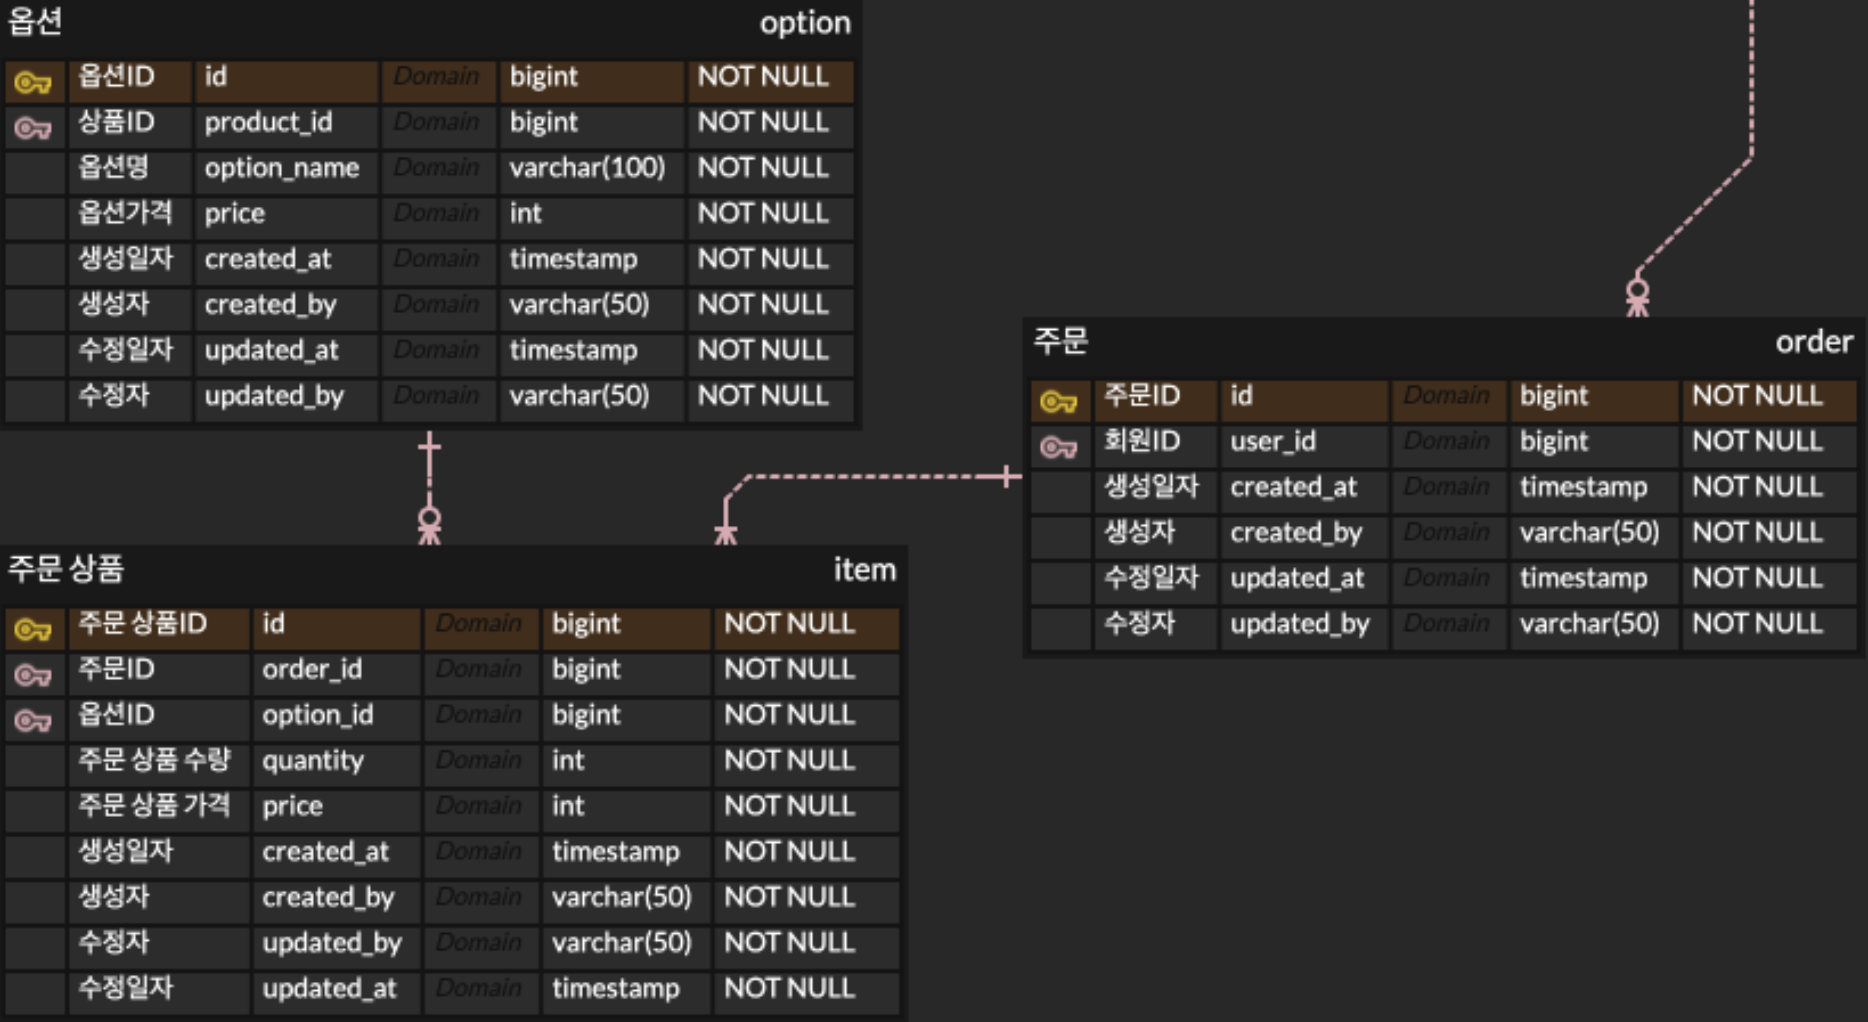 옵션 option
옵션ID id Domain bigint NOT NULL
상품ID product_id Domain bigint NOT NULL
옵션명 option_name Domain varchar(100) NOT NULL
옵션가격 price Domain int NOT NULL
생성일자 created_at Domain timestamp NOT NULL
생성자 created_by Domain varchar(50) NOT NULL
수정일자 updated_at Domain timestamp NOT NULL
수정자 updated_by Domain varchar(50) NOT NULL
주문 order
주문ID id Domain bigint NOT NULL
회원ID user_id Domain bigint NOT NULL
생성일자 created_at Domain timestamp NOT NULL
생성자 created_by Domain varchar(50) NOT NULL
수정일자 updated_at Domain timestamp NOT NULL
수정자 updated_by Domain varchar(50) NOT NULL
주문 상품 item
주문 상품ID id Domain bigint NOT NULL
주문ID order_id Domain bigint NOT NULL
옵션ID option_id Domain bigint NOT NULL
주문 상품 수량 quantity Domain int NOT NULL
주문 상품 가격 price Domain int NOT NULL
생성일자 created_at Domain timestamp NOT NULL
생성자 created_by Domain varchar(50) NOT NULL
수정자 updated_by Domain varchar(50) NOT NULL
수정일자 updated_at Domain timestamp NOT NULL